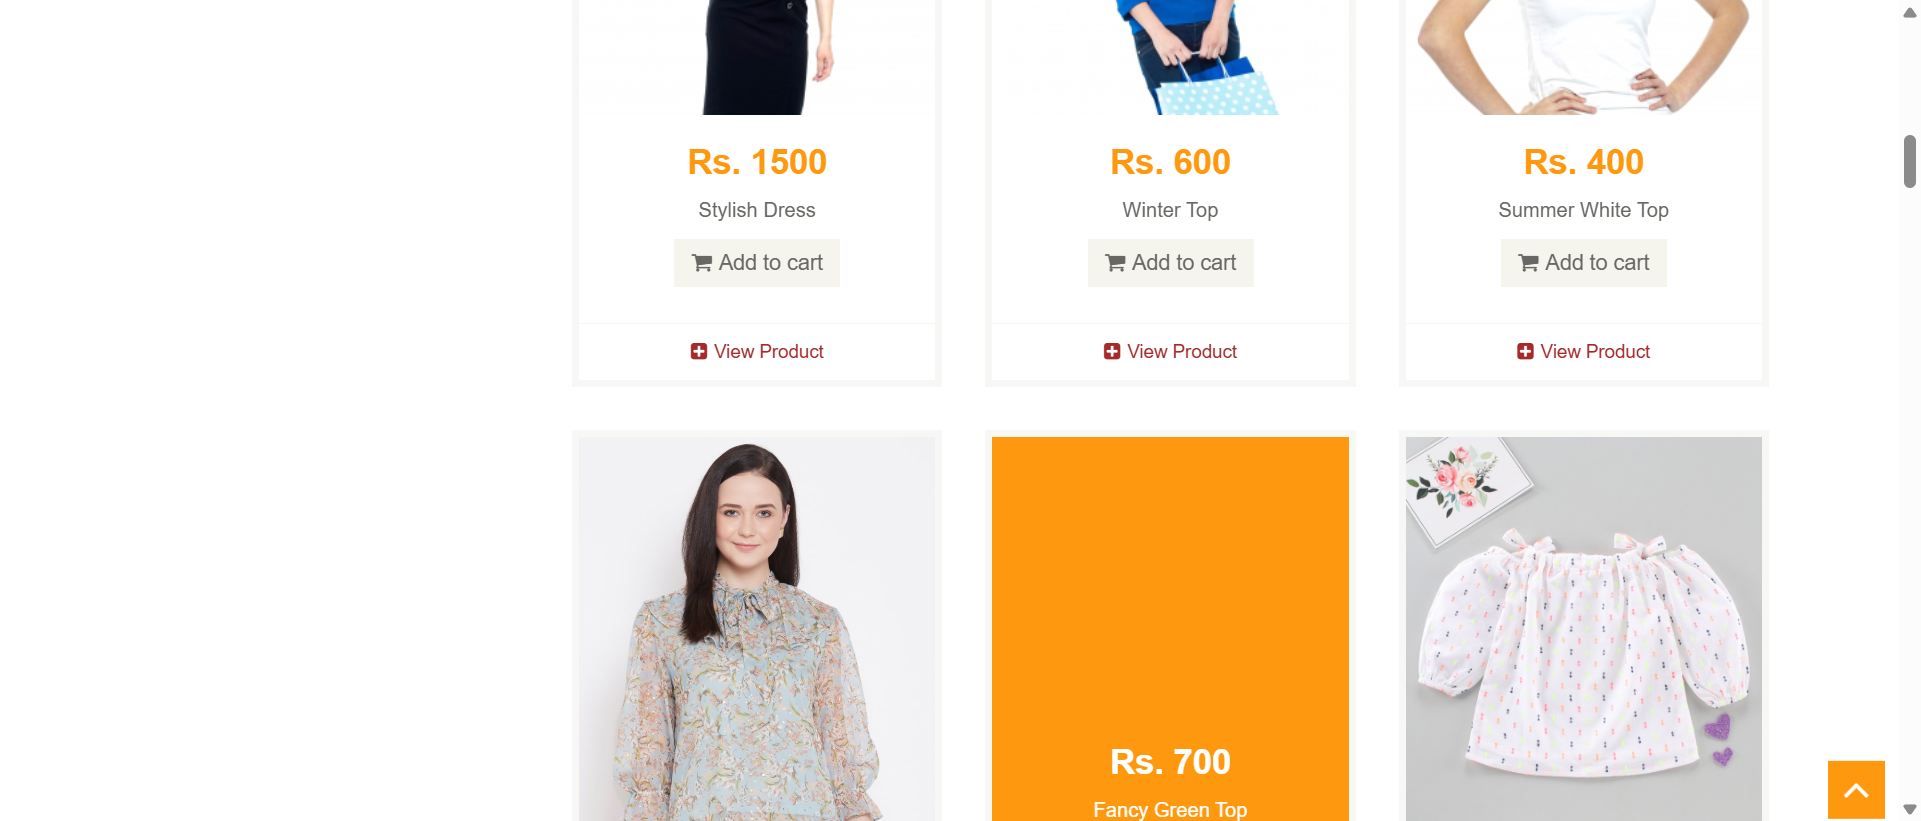 Rs. 1500
Stylish Dress
Add to cart
View Product
Rs. 600
Winter Top
Add to cart
View Product
Rs. 400
Summer White Top
Add to cart
View Product
Rs. 700
Fancy Green Top